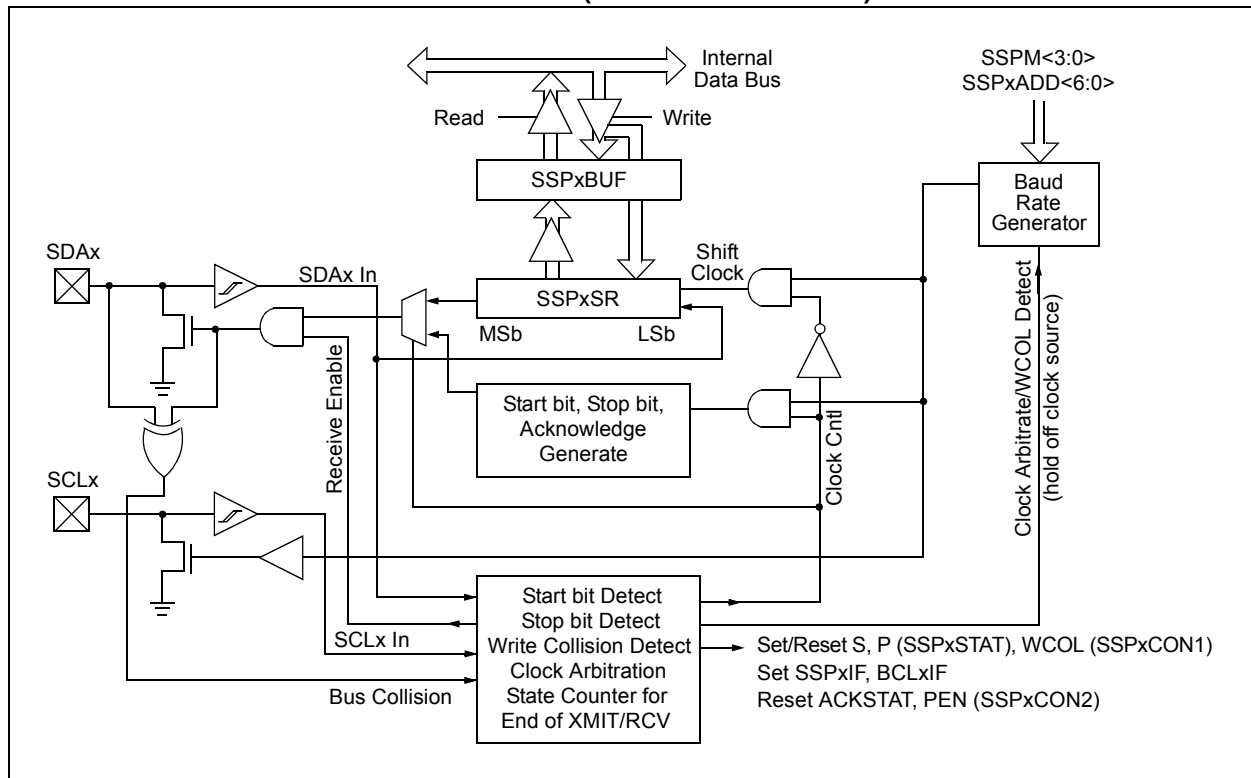 Internal
Data Bus
SSPM<3:0>
SSPxADD<6:0>
Read
Write
SSPxBUF
Baud
Rate
Generator
SDAx
SDAx In
Shift
Clock
SSPxSR
MSb
LSb
Start bit, Stop bit,
Acknowledge
Generate
Receive Enable
Clock Cntl
Clock Arbitrate/WCOL Detect
(hold off clock source)
SCLx
SCLx In
Bus Collision
Start bit Detect
Stop bit Detect
Write Collision Detect
Clock Arbitration
State Counter for
End of XMIT/RCV
Set/Reset S, P (SSPxSTAT), WCOL (SSPxCON1)
Set SSPxIF, BCLxIF
Reset ACKSTAT, PEN (SSPxCON2)